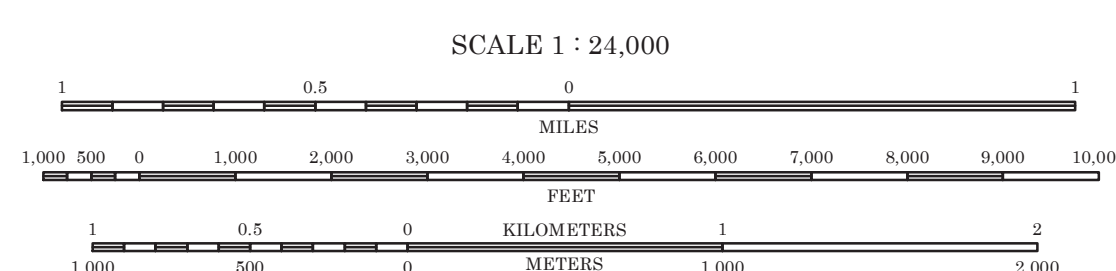 SCALE 1 : 24,000
1 0.5 0 1
MILES
1,000 500 0 1,000 2,000 3,000 4,000 5,000 6,000 7,000 8,000 9,000 10,00
FEET
1 0.5 0 KILOMETERS 1 2
1,000 500 0 METERS 1,000 2,000